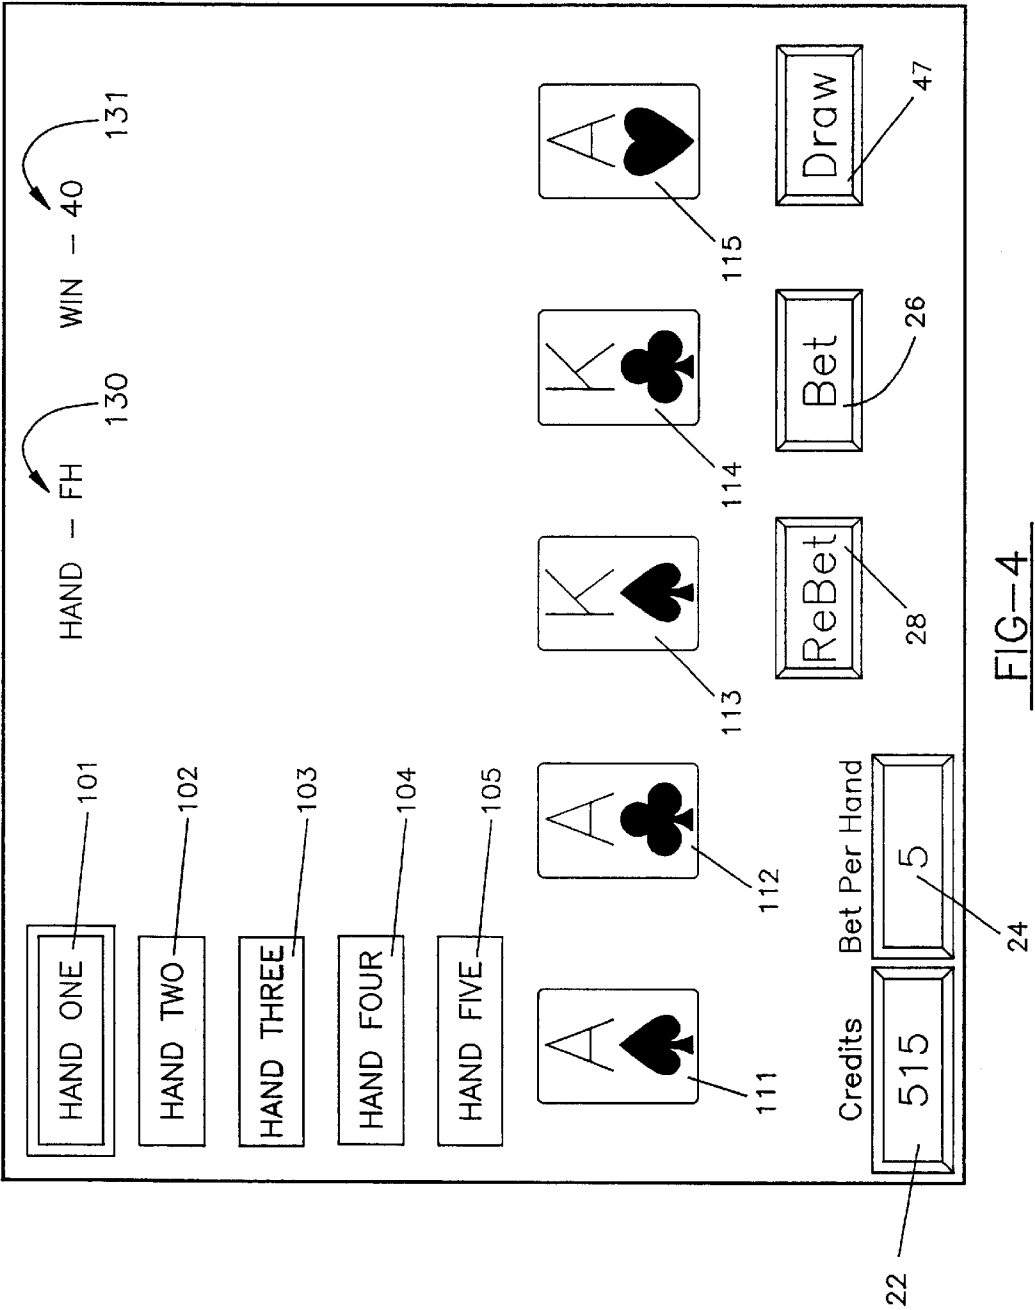 HAND ONE
101
HAND – FH
130
WIN – 40
131
HAND TWO
102
HAND THREE
103
HAND FOUR
104
HAND FIVE
105
A
A
K
K
A
111
112
113
114
115
Credits
Bet Per Hand
ReBet
Bet
Draw
515
5
28
26
47
22
24
FIG–4